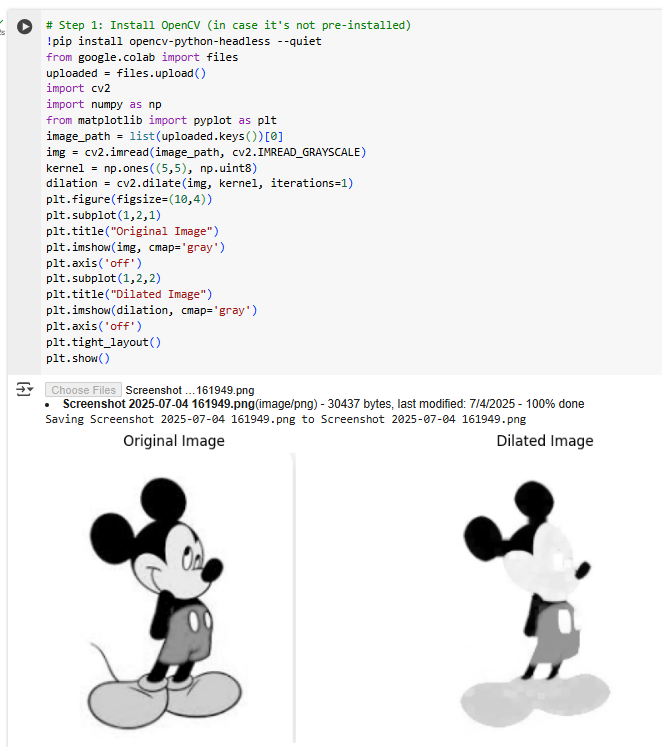 # Step 1: Install OpenCV (in case it's not pre-installed)
!pip install opencv-python-headless --quiet
from google.colab import files
uploaded = files.upload()
import cv2
import numpy as np
from matplotlib import pyplot as plt
image_path = list(uploaded.keys())[0]
img = cv2.imread(image_path, cv2.IMREAD_GRAYSCALE)
kernel = np.ones((5,5), np.uint8)
dilation = cv2.dilate(img, kernel, iterations=1)
plt.figure(figsize=(10,4))
plt.subplot(1,2,1)
plt.title("Original Image")
plt.imshow(img, cmap='gray')
plt.axis('off')
plt.subplot(1,2,2)
plt.title("Dilated Image")
plt.imshow(dilation, cmap='gray')
plt.axis('off')
plt.tight_layout()
plt.show()
Choose Files Screenshot ...161949.png
• Screenshot 2025-07-04 161949.png(image/png) - 30437 bytes, last modified: 7/4/2025 - 100% done
Saving Screenshot 2025-07-04 161949.png to Screenshot 2025-07-04 161949.png
Original Image Dilated Image